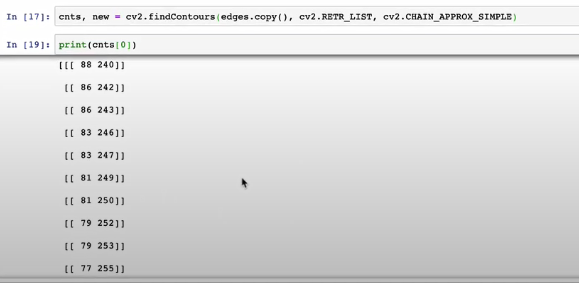 In [17]: cnts, new = cv2.findContours(edges.copy(), cv2.RETR_LIST, cv2.CHAIN_APPROX_SIMPLE)
In [19]: print(cnts[0])
[[[ 88 240]]
[[ 86 242]]
[[ 86 243]]
[[ 83 246]]
[[ 83 247]]
[[ 81 249]]
[[ 81 250]]
[[ 79 252]]
[[ 79 253]]
[[ 77 255]]